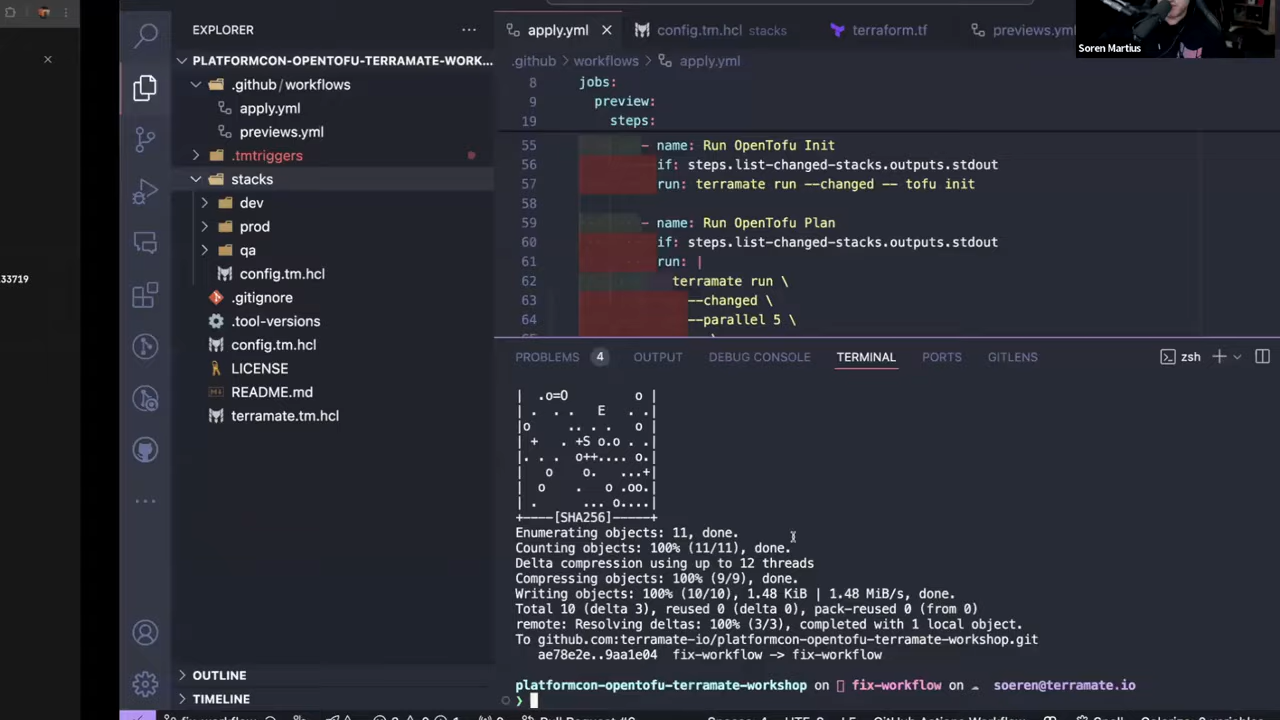 EXPLORER
PLATFORMCON-OPENTOFU-TERRAMATE-WORK...
.github / workflows
apply.yml
previews.yml
.tmtriggers
stacks
dev
prod
qa
config.tm.hcl
.gitignore
.tool-versions
config.tm.hcl
LICENSE
README.md
terramate.tm.hcl
OUTLINE
TIMELINE
33719
apply.yml
config.tm.hcl stacks
terraform.tf
previews.yml
Soren Martius
.github > workflows > apply.yml
8 jobs:
9 preview:
19 steps:
55 - name: Run OpenTofu Init
56 if: steps.list-changed-stacks.outputs.stdout
57 run: terramate run --changed -- tofu init
58
59 - name: Run OpenTofu Plan
60 if: steps.list-changed-stacks.outputs.stdout
61 run: |
62 terramate run \
63 --changed \
64 --parallel 5 \
PROBLEMS 4 OUTPUT DEBUG CONSOLE TERMINAL PORTS GITLENS
zsh
| .o=O o |
| . . . E . .|
|o .. . . o |
| + . +S o.o . .|
|. . . o++.... o.|
| o o. ...+|
| o . o .oo.|
| . ... o....|
+----[SHA256]-----+
Enumerating objects: 11, done.
Counting objects: 100% (11/11), done.
Delta compression using up to 12 threads
Compressing objects: 100% (9/9), done.
Writing objects: 100% (10/10), 1.48 KiB | 1.48 MiB/s, done.
Total 10 (delta 3), reused 0 (delta 0), pack-reused 0 (from 0)
remote: Resolving deltas: 100% (3/3), completed with 1 local object.
To github.com:terramate-io/platformcon-opentofu-terramate-workshop.git
ae78e2e..9aa1e04 fix-workflow -> fix-workflow
platformcon-opentofu-terramate-workshop on fix-workflow on soeren@terramate.io
❯